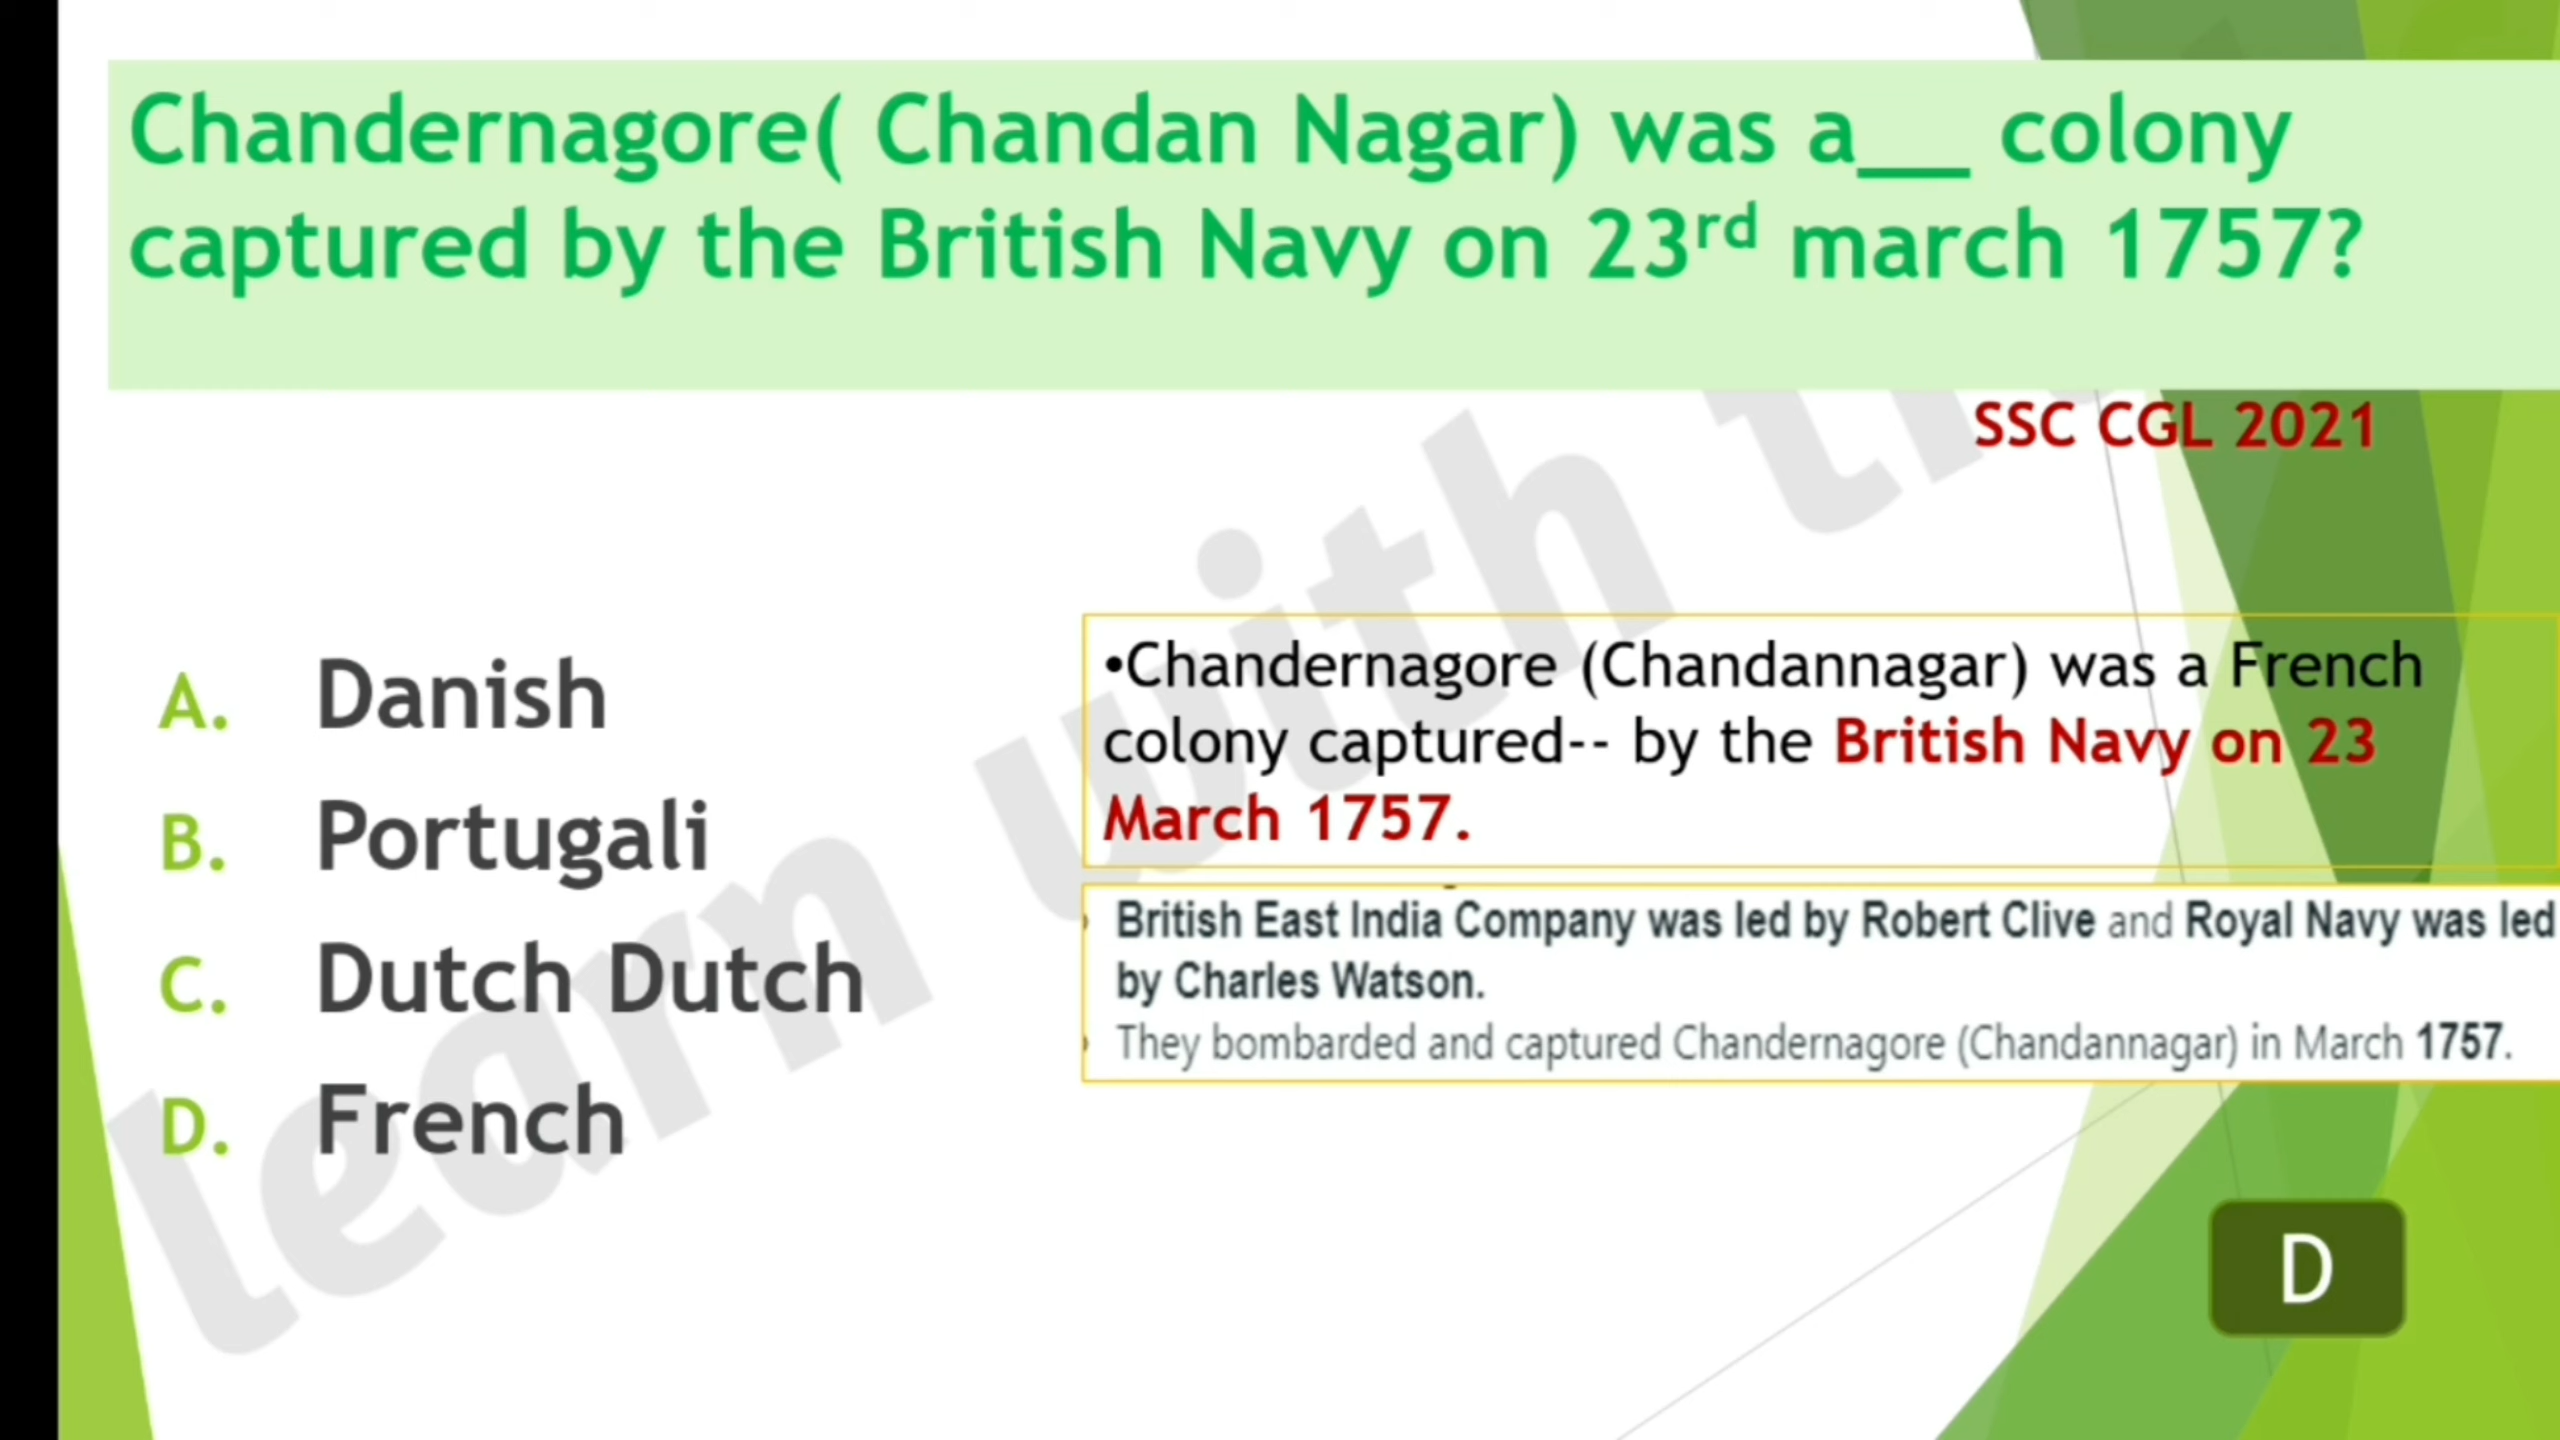 Chandernagore( Chandan Nagar) was a__ colony
captured by the British Navy on 23rd march 1757?
SSC CGL 2021
A. Danish
B. Portugali
C. Dutch Dutch
D. French
•Chandernagore (Chandannagar) was a French
colony captured-- by the British Navy on 23
March 1757.
British East India Company was led by Robert Clive and Royal Navy was led
by Charles Watson.
They bombarded and captured Chandernagore (Chandannagar) in March 1757.
D
learn with